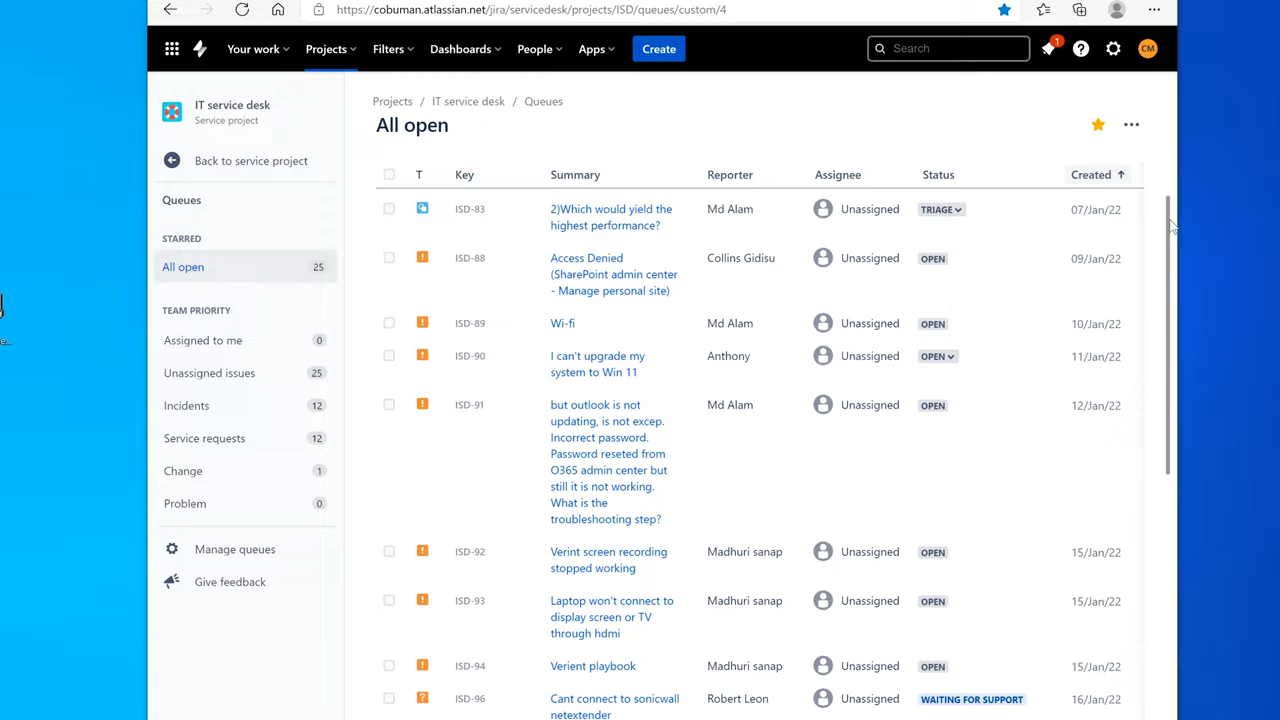 https://cobuman.atlassian.net/jira/servicedesk/projects/ISD/queues/custom/4
Your work Projects Filters Dashboards People Apps Create Search 1 CM
IT service desk
Service project
Back to service project
Queues
STARRED
All open 25
TEAM PRIORITY
Assigned to me 0
Unassigned issues 25
Incidents 12
Service requests 12
Change 1
Problem 0
Manage queues
Give feedback
Projects / IT service desk / Queues
All open
T Key Summary Reporter Assignee Status Created
ISD-83 2)Which would yield the Md Alam Unassigned TRIAGE 07/Jan/22
highest performance?
ISD-88 Access Denied Collins Gidisu Unassigned OPEN 09/Jan/22
(SharePoint admin center
- Manage personal site)
ISD-89 Wi-fi Md Alam Unassigned OPEN 10/Jan/22
ISD-90 I can't upgrade my Anthony Unassigned OPEN 11/Jan/22
system to Win 11
ISD-91 but outlook is not Md Alam Unassigned OPEN 12/Jan/22
updating, is not excep.
Incorrect password.
Password reseted from
O365 admin center but
still it is not working.
What is the
troubleshooting step?
ISD-92 Verint screen recording Madhuri sanap Unassigned OPEN 15/Jan/22
stopped working
ISD-93 Laptop won't connect to Madhuri sanap Unassigned OPEN 15/Jan/22
display screen or TV
through hdmi
ISD-94 Verient playbook Madhuri sanap Unassigned OPEN 15/Jan/22
ISD-96 Cant connect to sonicwall Robert Leon Unassigned WAITING FOR SUPPORT 16/Jan/22
netextender